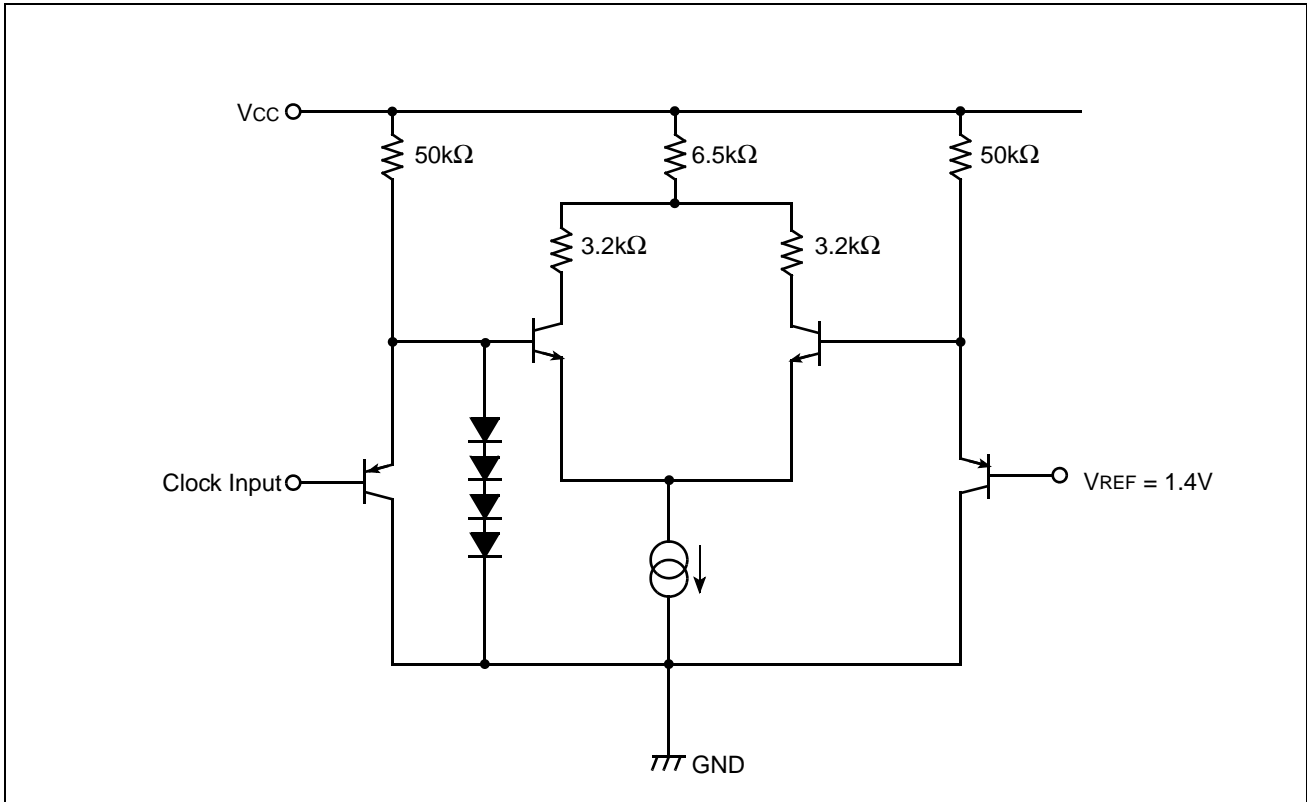 VCC
50kΩ
6.5kΩ
50kΩ
3.2kΩ
3.2kΩ
Clock Input
VREF = 1.4V
GND